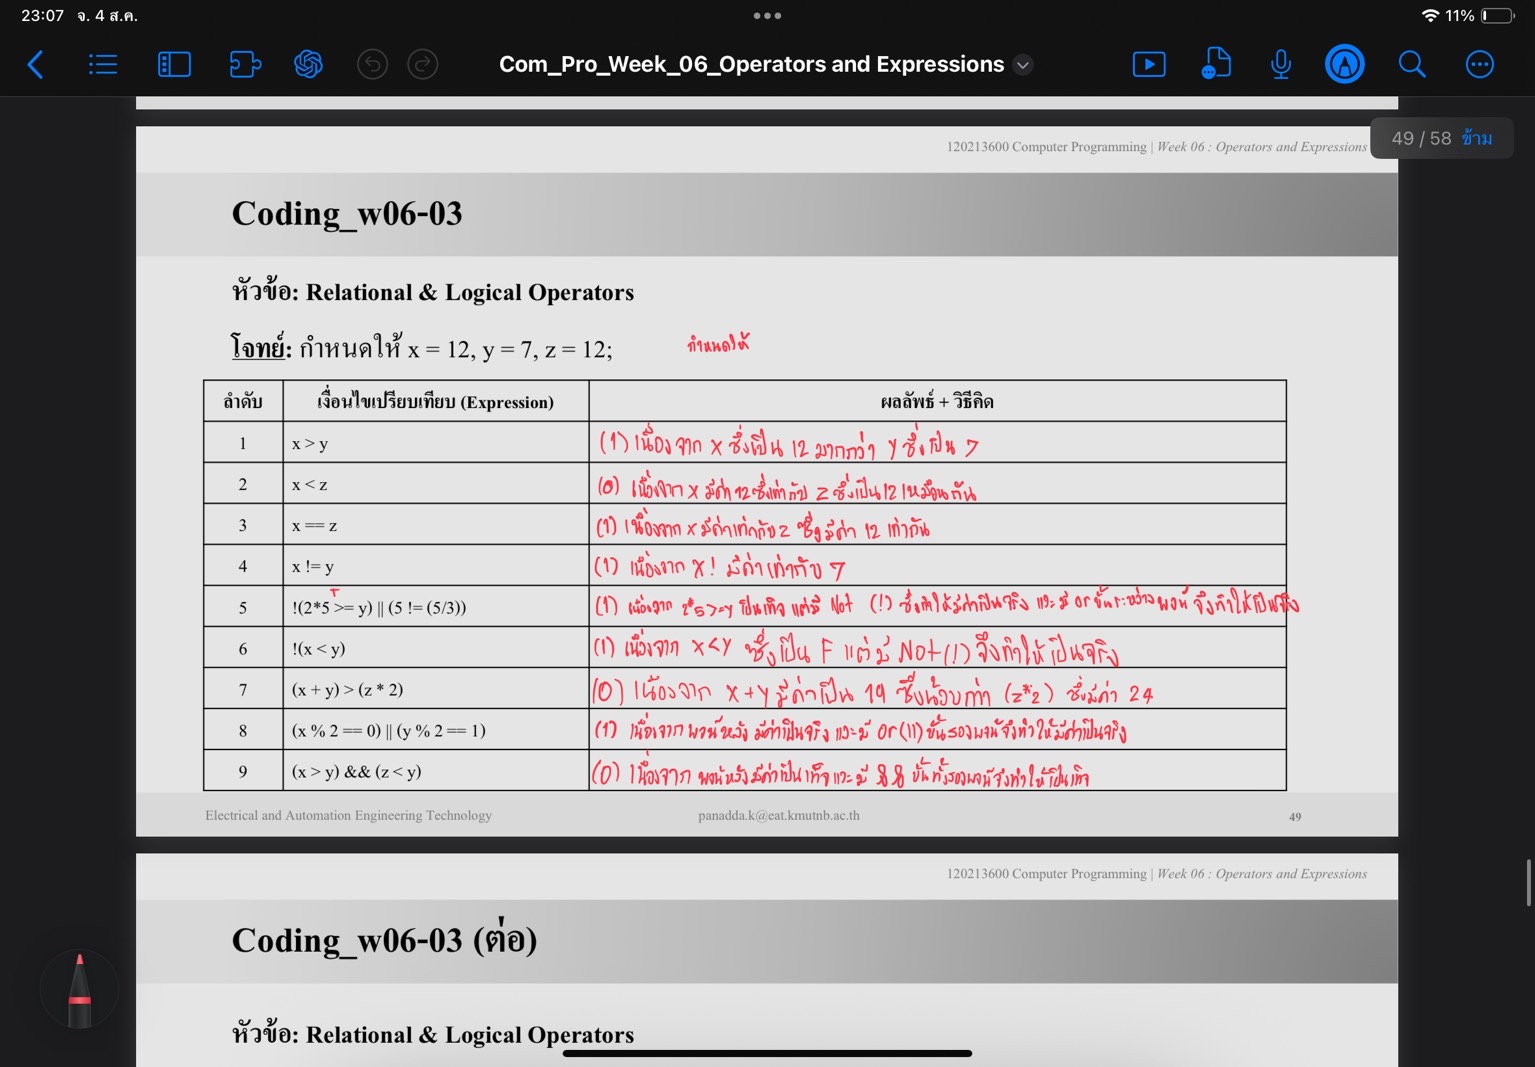 23:07 จ. 4 ส.ค.
11%
Com_Pro_Week_06_Operators and Expressions
49 / 58 ข้าม
120213600 Computer Programming | Week 06 : Operators and Expressions
Coding_w06-03
หัวข้อ: Relational & Logical Operators
โจทย์: กำหนดให้ x = 12, y = 7, z = 12;
กำหนดให้
ลำดับ เงื่อนไขเปรียบเทียบ (Expression) ผลลัพธ์ + วิธีคิด
1 x > y (1) เนื่องจาก x ซึ่งเป็น 12 มากกว่า y ซึ่งเป็น 7
2 x < z (0) เนื่องจาก x มีค่า 12 ซึ่งเท่ากับ z ซึ่งเป็น 12 เหมือนกัน
3 x == z (1) เนื่องจาก x มีค่าเท่ากับ z ซึ่งมีค่า 12 เท่ากัน
4 x != y (1) เนื่องจาก x! มีค่าเท่ากับ 7
T
5 !(2*5 >= y) || (5 != (5/3)) (1) เนื่องจาก 2*5>=y เป็นเท็จ แต่มี Not (!) ซึ่งทำให้มีค่าเป็นจริง และมี or ขั้นระหว่างพจน์ จึงทำให้เป็นจริง
6 !(x < y) (1) เนื่องจาก x<y ซึ่งเป็น F แต่มี Not(!) จึงทำให้เป็นจริง
7 (x + y) > (z * 2) (0) เนื่องจาก x+y มีค่าเป็น 19 ซึ่งน้อยกว่า (z*2) ซึ่งมีค่า 24
8 (x % 2 == 0) || (y % 2 == 1) (1) เนื่องจาก พจน์หลัง มีค่าเป็นจริง และมี or(||) ขั้นสองพจน์จึงทำให้มีค่าเป็นจริง
9 (x > y) && (z < y) (0) เนื่องจาก พจน์หลังมีค่าเป็นเท็จ และมี && ขั้นทั้งสองพจน์จึงทำให้เป็นเท็จ
Electrical and Automation Engineering Technology panadda.k@eat.kmutnb.ac.th 49
120213600 Computer Programming | Week 06 : Operators and Expressions
Coding_w06-03 (ต่อ)
หัวข้อ: Relational & Logical Operators